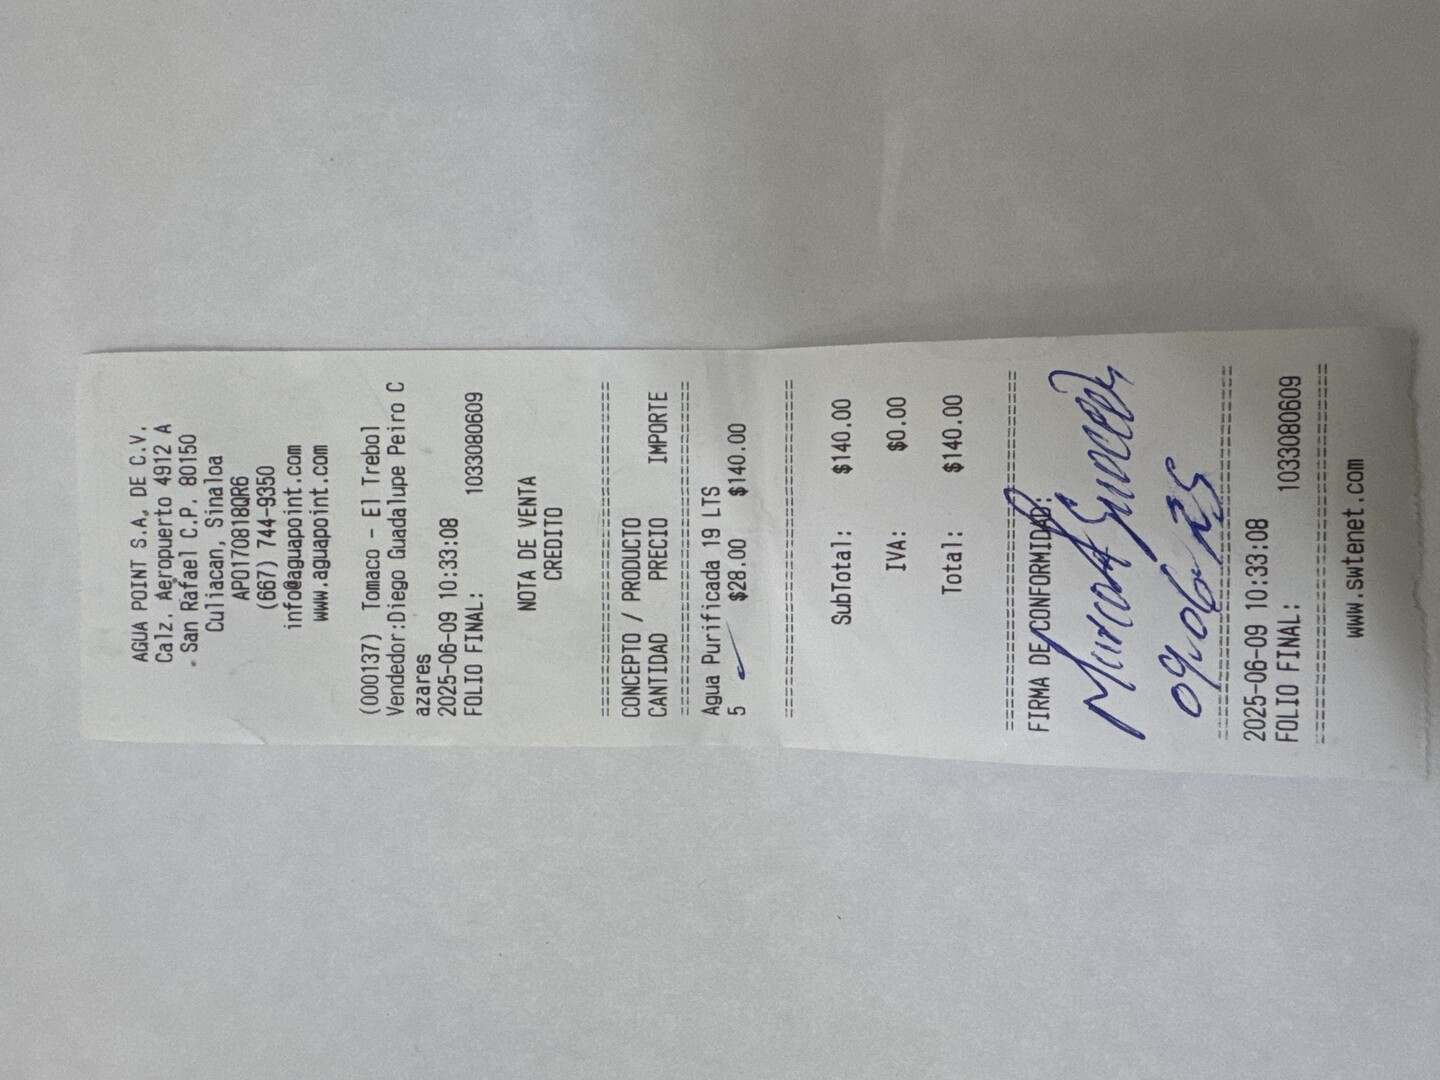 AGUA POINT S.A. DE C.V.
Calz. Aeropuerto 4912 A
San Rafael C.P. 80150
Culiacan, Sinaloa
APO170818QR6
(667) 744-9350
info@aguapoint.com
www.aguapoint.com
(000137) Tomaco - El Trebol
Vendedor:Diego Guadalupe Peiro C
azares
2025-06-09 10:33:08
FOLIO FINAL: 1033080609
NOTA DE VENTA
CREDITO
================================
CONCEPTO / PRODUCTO
CANTIDAD PRECIO IMPORTE
================================
Agua Purificada 19 LTS
5 $28.00 $140.00
================================
SubTotal: $140.00
IVA: $0.00
Total: $140.00
================================
FIRMA DE CONFORMIDAD:
09/06/25
================================
2025-06-09 10:33:08
FOLIO FINAL: 1033080609
================================
www.swtenet.com